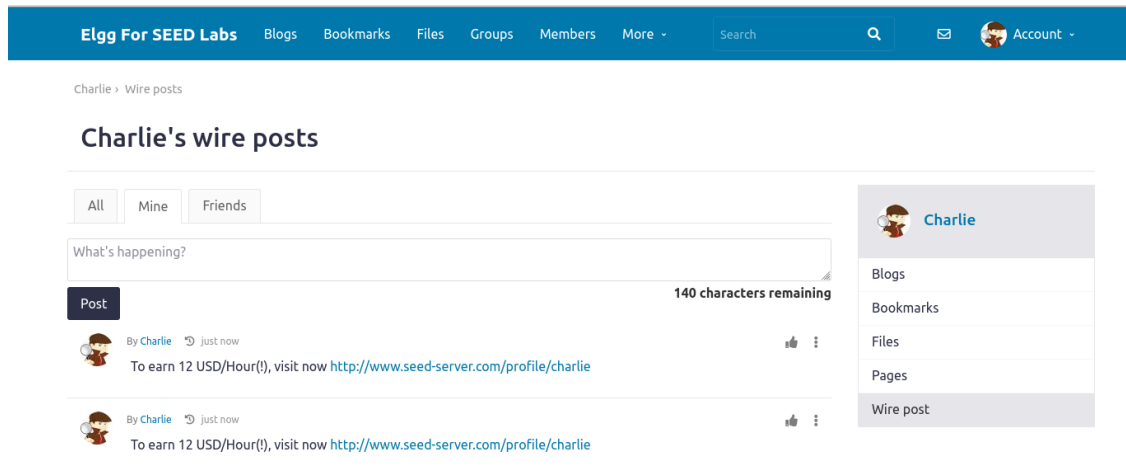 Elgg For SEED Labs Blogs Bookmarks Files Groups Members More Search Account
Charlie › Wire posts
Charlie's wire posts
All Mine Friends
What's happening?
140 characters remaining
Post
By Charlie just now
To earn 12 USD/Hour(!), visit now http://www.seed-server.com/profile/charlie
By Charlie just now
To earn 12 USD/Hour(!), visit now http://www.seed-server.com/profile/charlie
Charlie
Blogs
Bookmarks
Files
Pages
Wire post